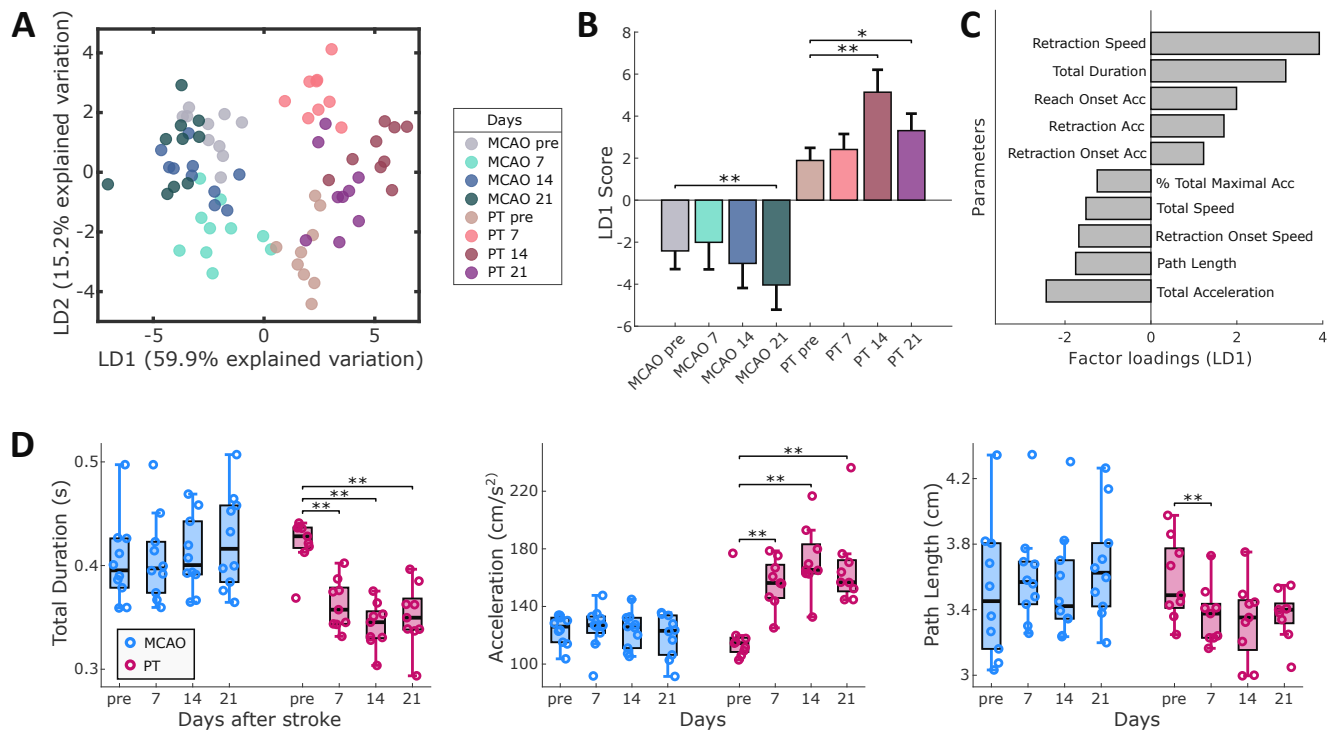 A
4
2
0
-2
-4
-5
0
5
LD2 (15.2% explained variation)
LD1 (59.9% explained variation)
Days
MCAO pre
MCAO 7
MCAO 14
MCAO 21
PT pre
PT 7
PT 14
PT 21
B
8
6
4
2
0
-2
-4
-6
LD1 Score
**
**
*
MCAO pre
MCAO 7
MCAO 14
MCAO 21
PT pre
PT 7
PT 14
PT 21
C
Parameters
Retraction Speed
Total Duration
Reach Onset Acc
Retraction Acc
Retraction Onset Acc
% Total Maximal Acc
Total Speed
Retraction Onset Speed
Path Length
Total Acceleration
-2
0
2
4
Factor loadings (LD1)
D
Total Duration (s)
0.5
0.4
0.3
**
**
**
MCAO
PT
pre
7
14
21
pre
7
14
21
Days after stroke
Acceleration (cm/s²)
220
180
140
100
**
**
**
pre
7
14
21
pre
7
14
21
Days
Path Length (cm)
4.2
3.8
3.4
3
**
pre
7
14
21
pre
7
14
21
Days